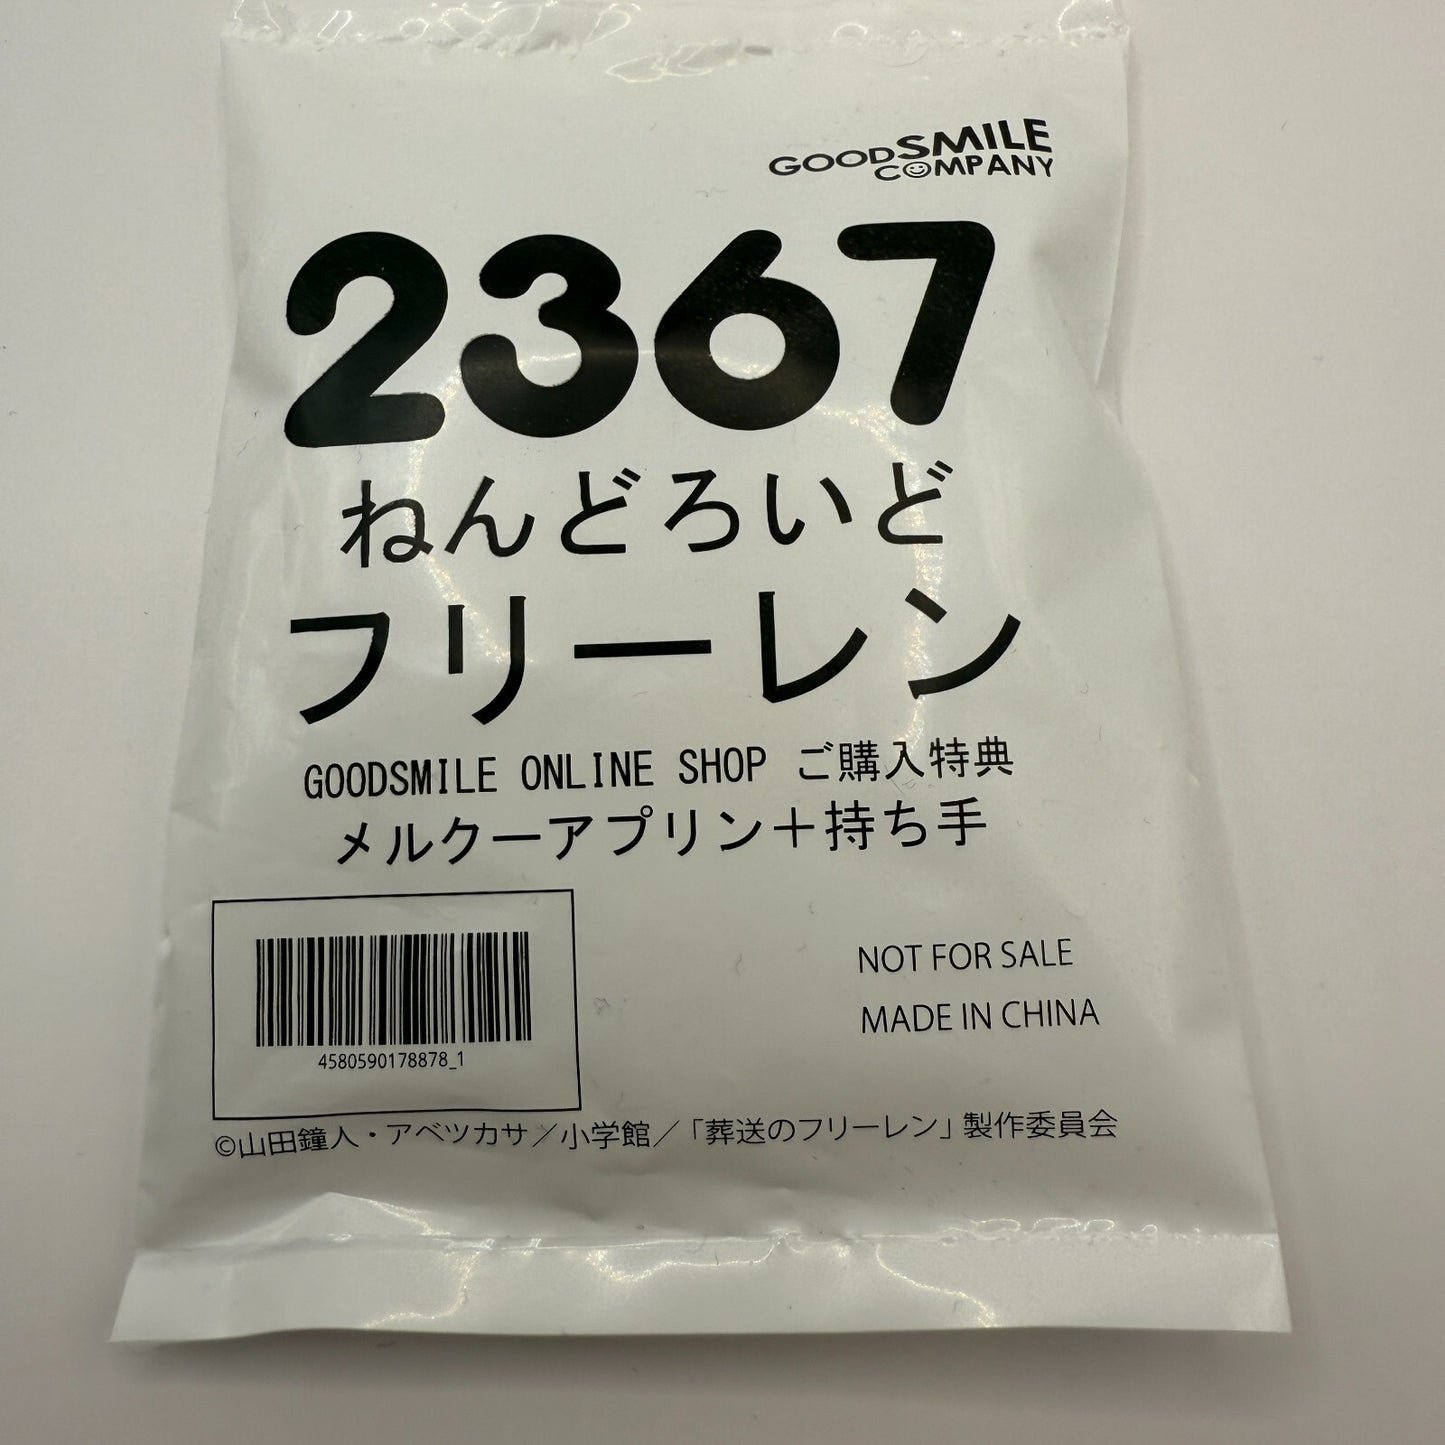 GOODSMILE
COMPANY
2367
ねんどろいど
フリーレン
GOODSMILE ONLINE SHOP ご購入特典
メルクーアプリン＋持ち手
4580590178878_1
NOT FOR SALE
MADE IN CHINA
©山田鐘人・アベツカサ／小学館／「葬送のフリーレン」製作委員会